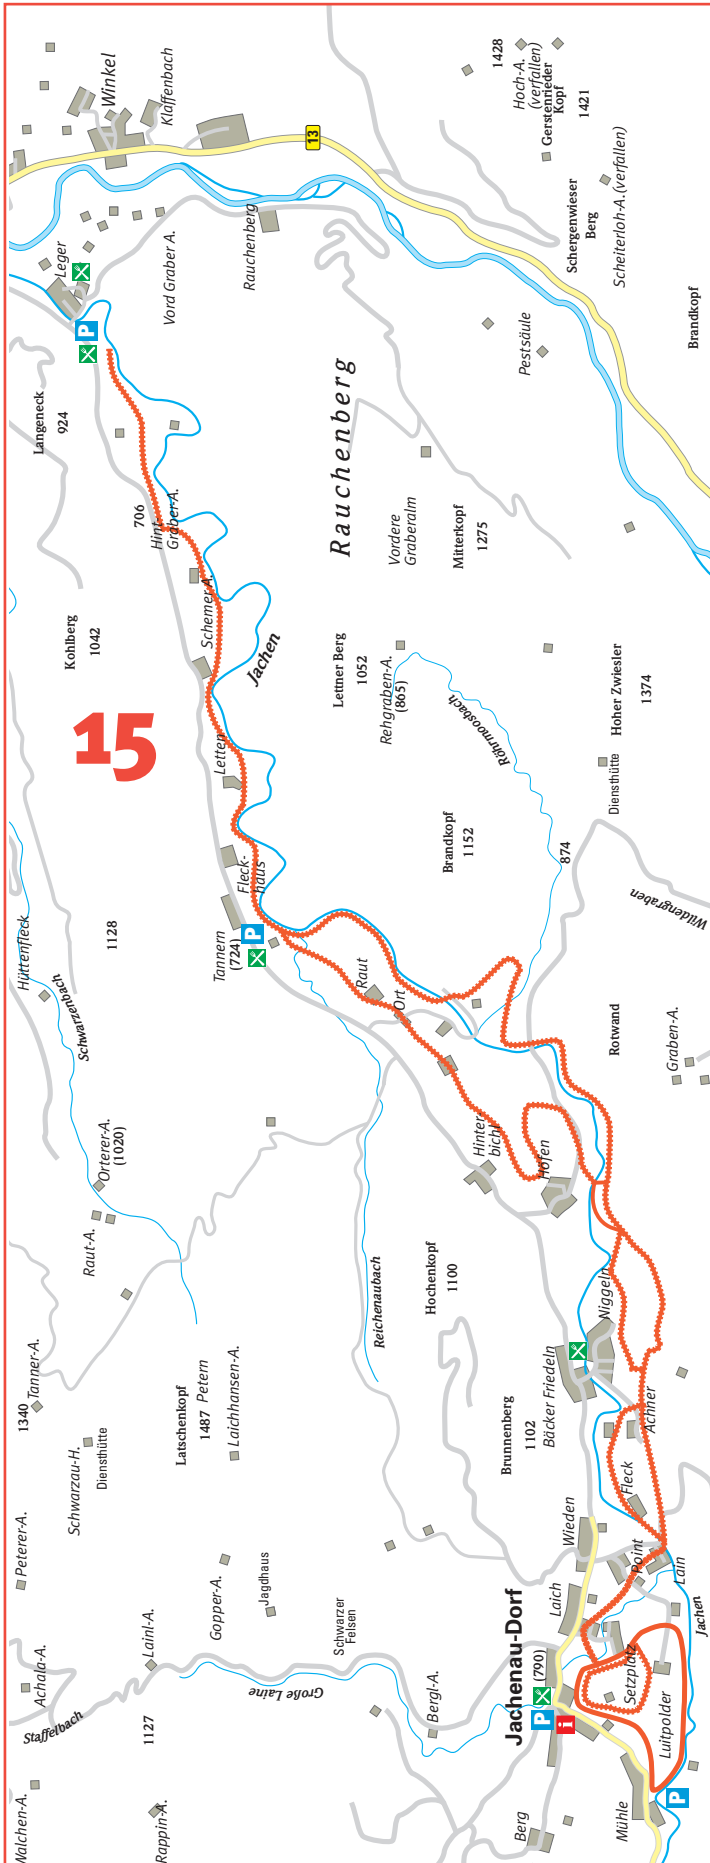 Winkel
Klaffenbach
13
1428
Hoch-A.
(verfallen)
Gerstenrieder
Kopf
1421
Leger
P
Vord Graber A.
Rauchenberg
Schergenwieser
Berg
Scheiterloh-A.(verfallen)
Pestsäule
Brandkopf
Langeneck
924
706
Hint-
Graber-A.
Rauchenberg
Vordere
Graberalm
Mitterkopf
1275
Kohlberg
1042
Schemer A.
Jachen
Lettner Berg
1052
Rehgraben-A.
(865)
Röhrmoosbach
Hoher Zwiesler
1374
15
Letten
Diensthütte
Fleck-
haus
Brandkopf
1152
874
Wildengraben
Hüttenfleck
1128
Schwarzenbach
Tannern
(724)
P
Raut
Ort
Rotwand
Graben-A.
Orterer-A.
(1020)
Raut-A.
Hinter-
bichl
Höfen
Reichenaubach
Hochenkopf
1100
Niggeln
1340
Tanner-A.
Latschenkopf
1487
Petern
Laichhansen-A.
Brunnenberg
1102
Bäcker Friedeln
Achner
Schwarzau-H.
Diensthütte
Fleck
Peterer-A.
Wieden
Point
Lain
Gopper-A.
Jagdhaus
Laich
Schwarzer
Felsen
Jachen
Achala-A.
Lainl-A.
Große Laine
Jachenau-Dorf
(790)
Setzplatz
Staffelbach
1127
Bergl-A.
P
i
Luitpolder
Walchen-A.
Rappin-A.
Berg
Mühle
P